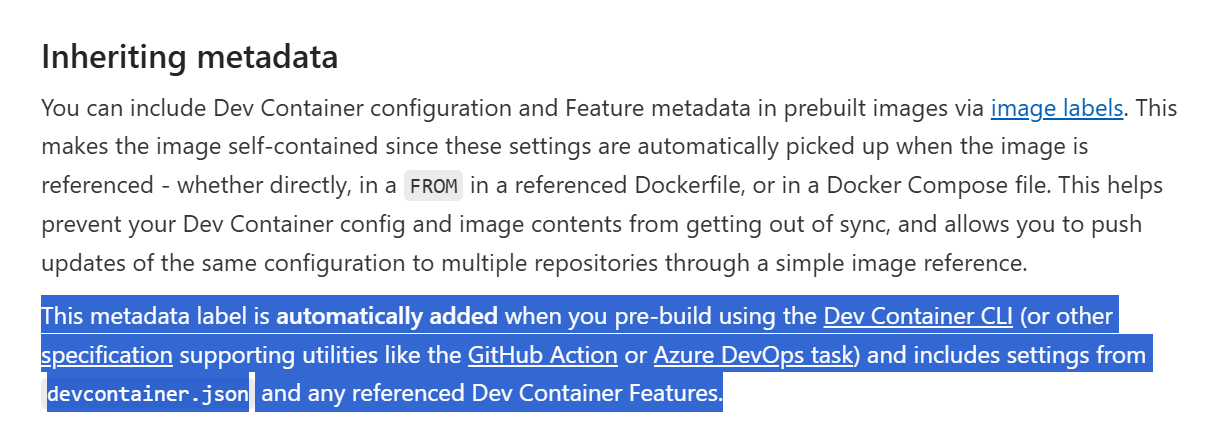 Inheriting metadata
You can include Dev Container configuration and Feature metadata in prebuilt images via image labels. This
makes the image self-contained since these settings are automatically picked up when the image is
referenced - whether directly, in a FROM in a referenced Dockerfile, or in a Docker Compose file. This helps
prevent your Dev Container config and image contents from getting out of sync, and allows you to push
updates of the same configuration to multiple repositories through a simple image reference.
This metadata label is automatically added when you pre-build using the Dev Container CLI (or other
specification supporting utilities like the GitHub Action or Azure DevOps task) and includes settings from
devcontainer.json and any referenced Dev Container Features.